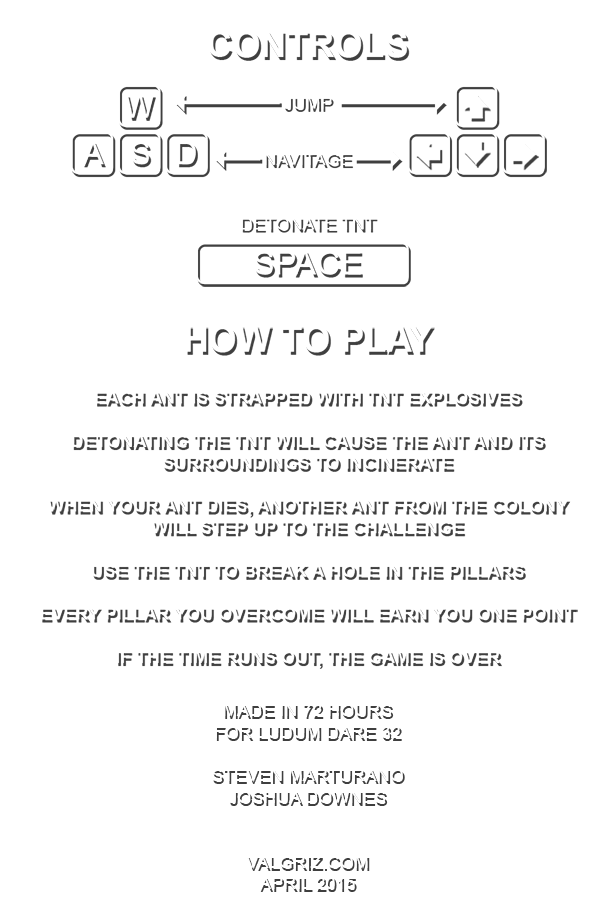 CONTROLS
W JUMP
A S D NAVITAGE
DETONATE TNT
SPACE
HOW TO PLAY
EACH ANT IS STRAPPED WITH TNT EXPLOSIVES
DETONATING THE TNT WILL CAUSE THE ANT AND ITS
SURROUNDINGS TO INCINERATE
WHEN YOUR ANT DIES, ANOTHER ANT FROM THE COLONY
WILL STEP UP TO THE CHALLENGE
USE THE TNT TO BREAK A HOLE IN THE PILLARS
EVERY PILLAR YOU OVERCOME WILL EARN YOU ONE POINT
IF THE TIME RUNS OUT, THE GAME IS OVER
MADE IN 72 HOURS
FOR LUDUM DARE 32
STEVEN MARTURANO
JOSHUA DOWNES
VALGRIZ.COM
APRIL 2015